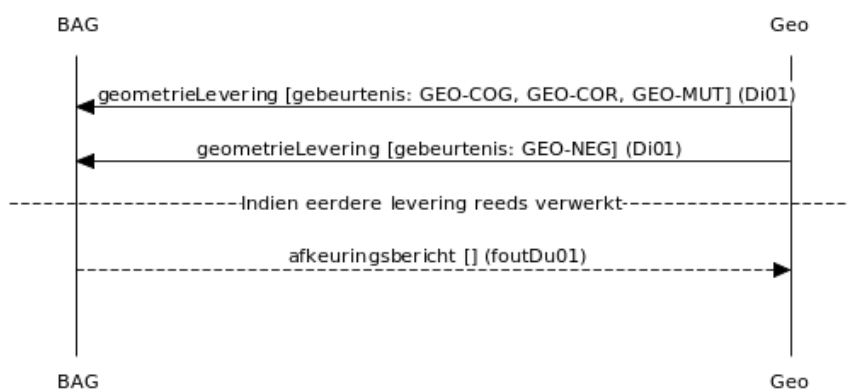 BAG Geo
geometrieLevering [gebeurtenis: GEO-COG, GEO-COR, GEO-MUT] (Di01)
geometrieLevering [gebeurtenis: GEO-NEG] (Di01)
Indien eerdere levering reeds verwerkt
afkeuringsbericht [] (foutDu01)
BAG Geo